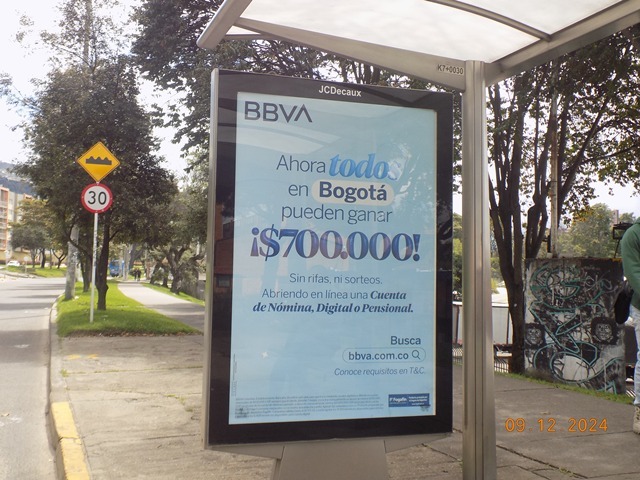 K7+0030
JCDecaux
BBVA
Ahora todos
en Bogotá
pueden ganar
¡$700.000!
Sin rifas, ni sorteos.
Abriendo en línea una Cuenta
de Nómina, Digital o Pensional.
Busca
bbva.com.co
Conoce requisitos en T&C.
30
09 12 2024